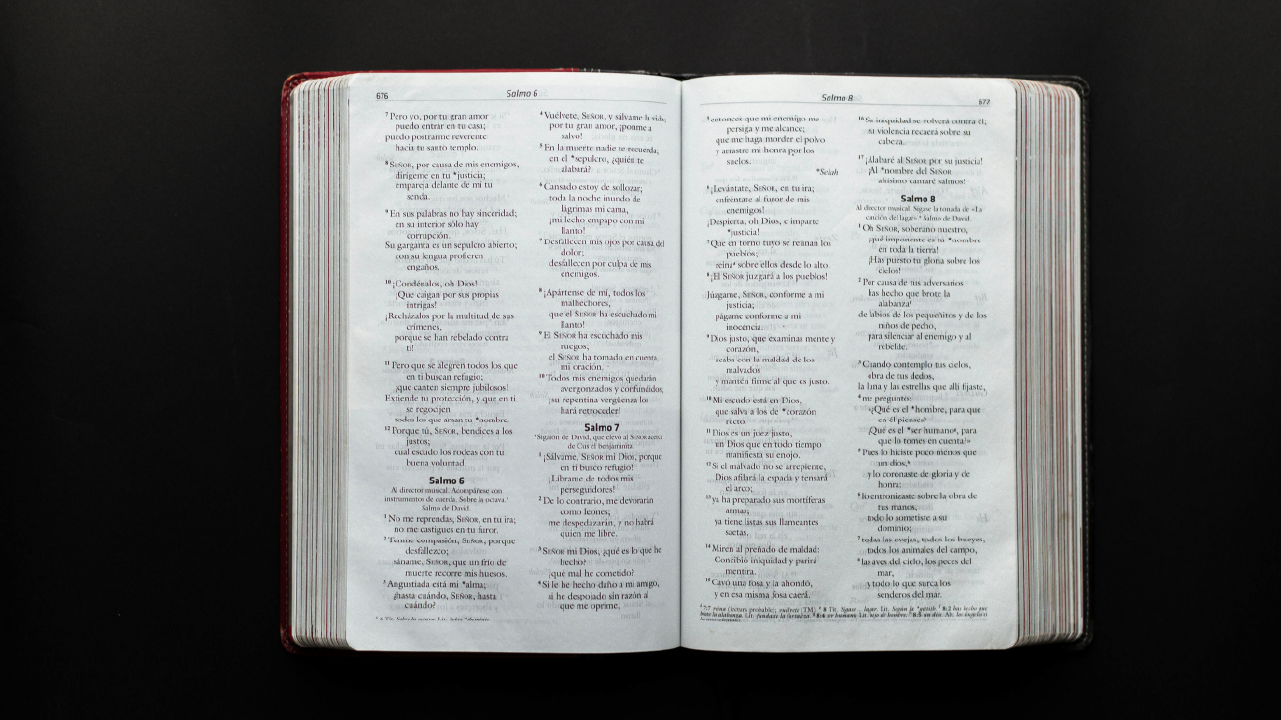 676
Salmo 6
⁷ Pero yo, por tu gran amor
puedo entrar en tu casa;
puedo postrarme reverente
hacia tu santo templo.
⁸ SEÑOR, por causa de mis enemigos,
dirígeme en tu *justicia;
empareja delante de mí tu
senda.
⁹ En sus palabras no hay sinceridad;
en su interior sólo hay
corrupción.
Su garganta es un sepulcro abierto;
con su lengua profieren
engaños.
¹⁰ ¡Condénalos, oh Dios!
¡Que caigan por sus propias
intrigas!
¡Recházalos por la multitud de sus
crímenes,
porque se han rebelado contra
ti!
¹¹ Pero que se alegren todos los que
en ti buscan refugio;
¡que canten siempre jubilosos!
Extiende tu protección, y que en ti
se regocijen
todos los que aman tu *nombre.
¹² Porque tú, SEÑOR, bendices a los
justos;
cual escudo los rodeas con tu
buena voluntad
Salmo 6
Al director musical. Acompáñese con
instrumentos de cuerda. Sobre la octava.
Salmo de David.
¹ No me reprendas, SEÑOR, en tu ira;
no me castigues en tu furor.
² Tenme compasión, SEÑOR, porque
desfallezco;
sáname, SEÑOR, que un frío de
muerte recorre mis huesos.
³ Angustiada está mi *alma;
¿hasta cuándo, SEÑOR, hasta
cuándo?
⁴ Vuélvete, SEÑOR, y sálvame la vida;
por tu gran amor, ¡ponme a
salvo!
⁵ En la muerte nadie te recuerda;
en el *sepulcro, ¿quién te
alabará?
⁶ Cansado estoy de sollozar;
toda la noche inundo de
lágrimas mi cama,
¡mi lecho empapo con mi
llanto!
⁷ Desfallecen mis ojos por causa del
dolor;
desfallecen por culpa de mis
enemigos.
⁸ ¡Apártense de mí, todos los
malhechores,
que el SEÑOR ha escuchado mi
llanto!
⁹ El SEÑOR ha escuchado mis
ruegos;
el SEÑOR ha tomado en cuenta
mi oración.
¹⁰ Todos mis enemigos quedarán
avergonzados y confundidos;
¡su repentina vergüenza los
hará retroceder!
Salmo 7
Sigaión de David, que elevó al SEÑOR acerca
de Cus el benjaminita.
¹ ¡Sálvame, SEÑOR mi Dios, porque
en ti busco refugio!
¡Líbrame de todos mis
perseguidores!
² De lo contrario, me devorarán
como leones;
me despedazarán, y no habrá
quien me libre.
³ SEÑOR mi Dios, ¿qué es lo que he
hecho?
¿qué mal he cometido?
⁴ Si le he hecho daño a mi amigo,
si he despojado sin razón al
que me oprime,
Salmo 8
677
⁵ entonces que mi enemigo me
persiga y me alcance;
que me haga morder el polvo
y arrastre mi honra por los
suelos.
*Selah
⁶ ¡Levántate, SEÑOR, en tu ira;
enfréntate al furor de mis
enemigos!
¡Despierta, oh Dios, e imparte
*justicia!
⁷ Que en torno tuyo se reúnan los
pueblos;
reina sobre ellos desde lo alto.
⁸ ¡El SEÑOR juzgará a los pueblos!
Júzgame, SEÑOR, conforme a mi
justicia;
págame conforme a mi
inocencia.
⁹ Dios justo, que examinas mente y
corazón,
acaba con la maldad de los
malvados
y mantén firme al que es justo.
¹⁰ Mi escudo está en Dios,
que salva a los de *corazón
recto.
¹¹ Dios es un juez justo,
un Dios que en todo tiempo
manifiesta su enojo.
¹² Si el malvado no se arrepiente,
Dios afilará la espada y tensará
el arco;
¹³ ya ha preparado sus mortíferas
armas;
ya tiene listas sus llameantes
saetas.
¹⁴ Miren al preñado de maldad:
Concibió iniquidad y parirá
mentira.
¹⁵ Cavó una fosa y la ahondó,
y en esa misma fosa caerá.
¹⁶ Su iniquidad se volverá contra él;
su violencia recaerá sobre su
cabeza.
¹⁷ ¡Alabaré al SEÑOR por su justicia!
¡Al *nombre del SEÑOR
altísimo cantaré salmos!
Salmo 8
Al director musical. Sígase la tonada de «La
canción del lagar». Salmo de David.
¹ Oh SEÑOR, soberano nuestro,
¡qué imponente es tu *nombre
en toda la tierra!
¡Has puesto tu gloria sobre los
cielos!
² Por causa de tus adversarios
has hecho que brote la
alabanza
de labios de los pequeñitos y de los
niños de pecho,
para silenciar al enemigo y al
rebelde.
³ Cuando contemplo tus cielos,
obra de tus dedos,
la luna y las estrellas que allí fijaste,
⁴ me pregunto:
«¿Qué es el *hombre, para que
en él pienses?
¿Qué es el *ser humano, para
que lo tomes en cuenta?»
⁵ Pues lo hiciste poco menos que
un dios,
y lo coronaste de gloria y de
honra;
⁶ lo entronizaste sobre la obra de
tus manos,
todo lo sometiste a su
dominio;
⁷ todas las ovejas, todos los bueyes,
todos los animales del campo,
⁸ las aves del cielo, los peces del
mar,
y todo lo que surca los
senderos del mar.